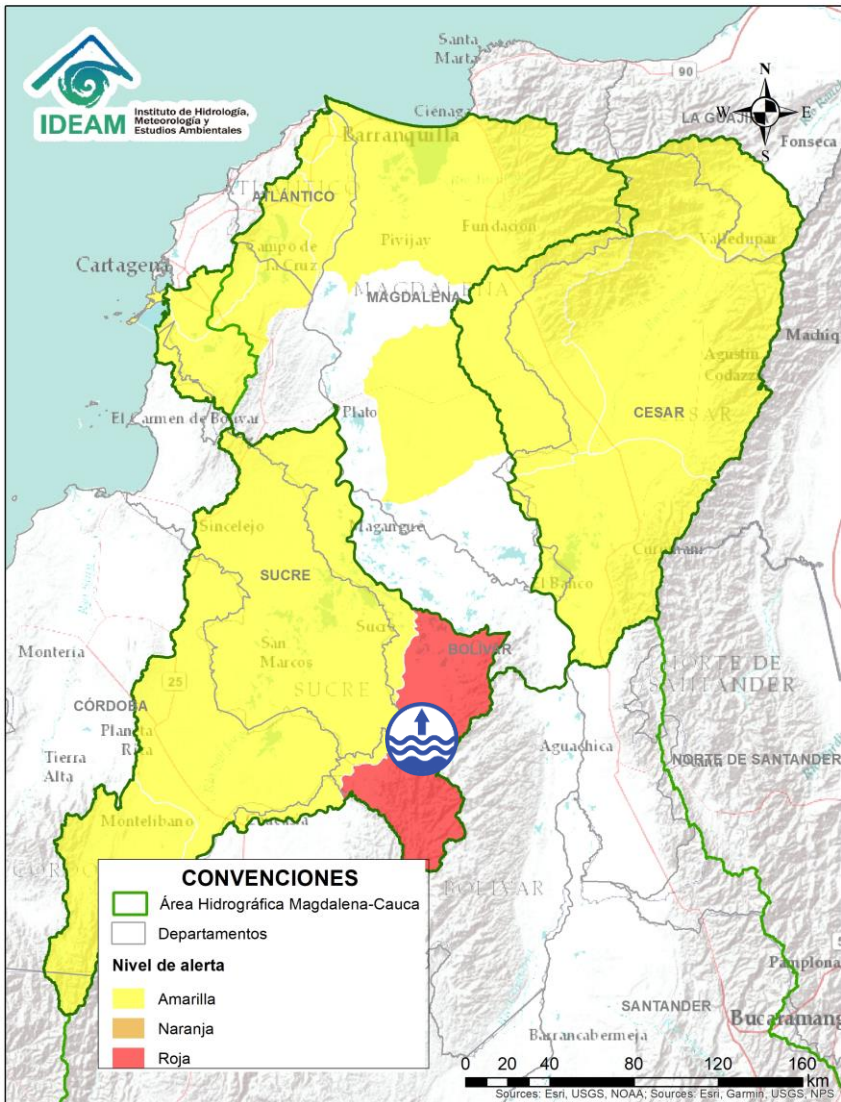 IDEAM
Instituto de Hidrología,
Meteorología y
Estudios Ambientales
Santa
Marta
90
N
W
E
S
LA GUAJIR
Fonseca
Ciénaga
Barranquilla
ATLÁNTICO
Cartagena
Campo de
la Cruz
Pivijay
Fundación
Valledupar
MAGDALENA
Agustín
Codazzi
Machiq
El Carmen de Bolívar
Plato
CESAR
Sincelejo
Magangué
Curumaní
SUCRE
El Banco
Sucre
San
Marcos
BOLÍVAR
SUCRE
Montería
25
NORTE DE
SANTANDER
CÓRDOBA
Planeta
Rica
Tierra
Alta
Aguachica
NORTE DE SANTANDER
Montelíbano
BOLÍVAR
CONVENCIONES
Área Hidrográfica Magdalena-Cauca
Departamentos
Nivel de alerta
Amarilla
Naranja
Roja
Pamplona
SANTANDER
Bucaramang
Barrancabermeja
0 20 40 80 120 160
km
Sources: Esri, USGS, NOAA; Sources: Esri, Garmin, USGS, NPS